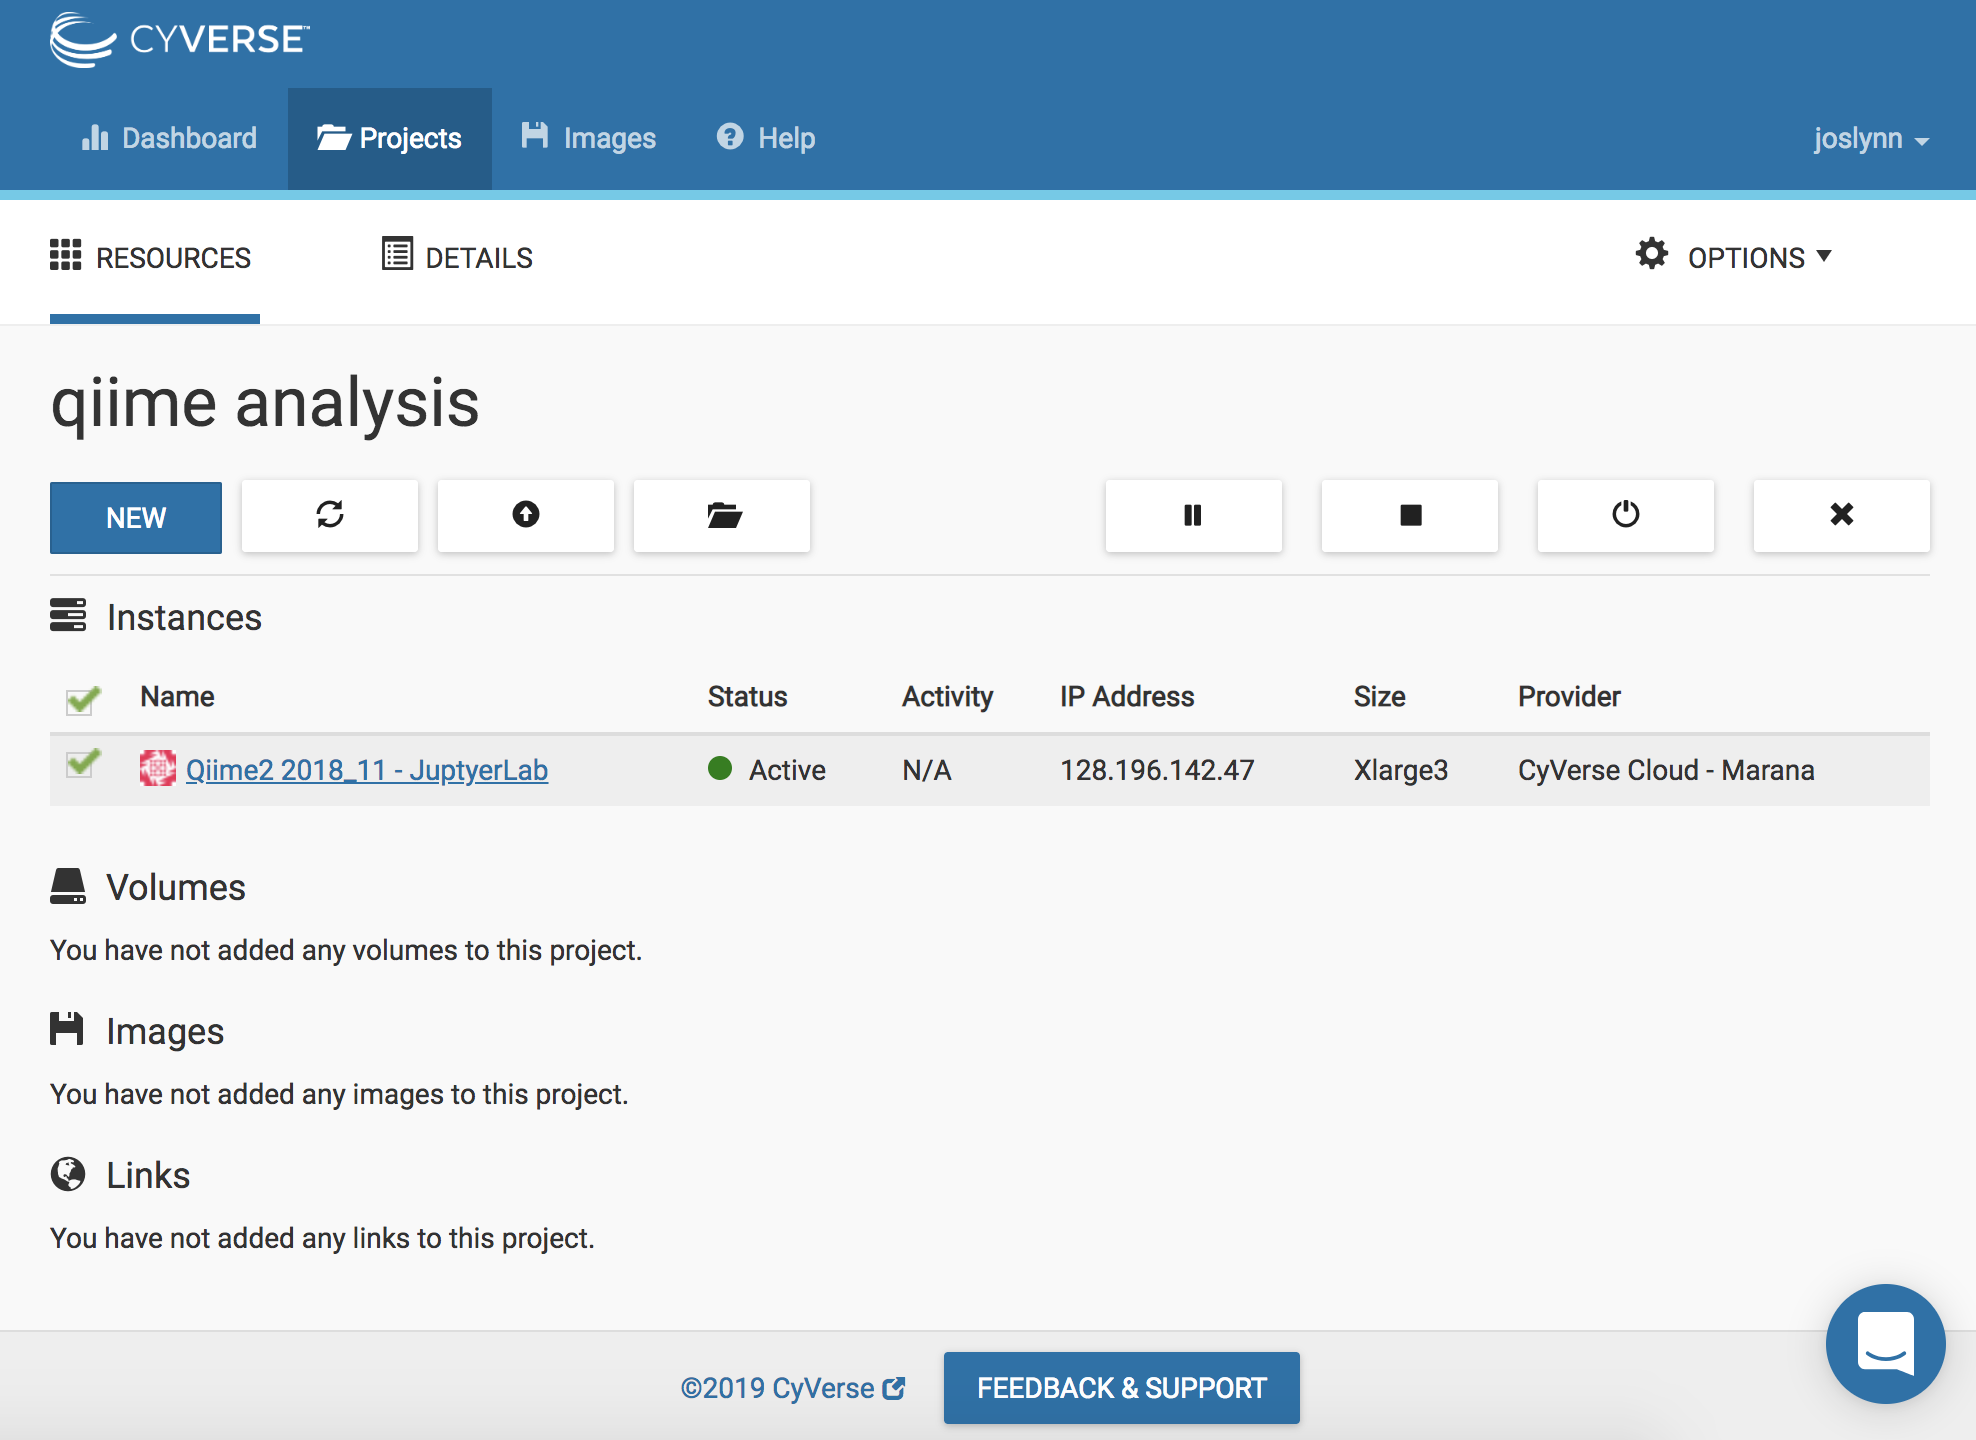 CYVERSE™
Dashboard Projects Images Help joslynn
RESOURCES DETAILS OPTIONS
qiime analysis
NEW
Instances
Name Status Activity IP Address Size Provider
Qiime2 2018_11 - JuptyerLab Active N/A 128.196.142.47 Xlarge3 CyVerse Cloud - Marana
Volumes
You have not added any volumes to this project.
Images
You have not added any images to this project.
Links
You have not added any links to this project.
©2019 CyVerse FEEDBACK & SUPPORT